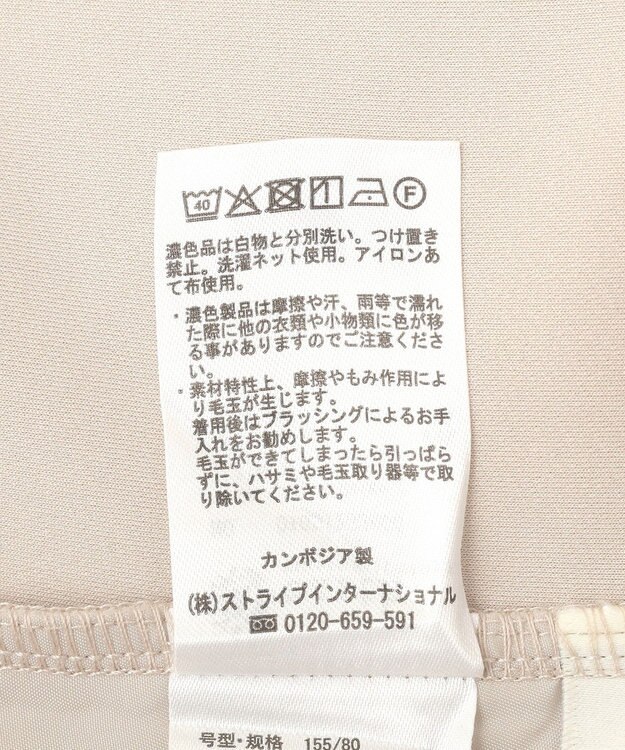 40 F
濃色品は白物と分別洗い。つけ置き
禁止。洗濯ネット使用。アイロンあ
て布使用。
・濃色製品は摩擦や汗、雨等で濡れ
た際に他の衣類や小物類に色が移
る事がありますのでご注意くださ
い。
・素材特性上、摩擦やもみ作用によ
り毛玉が生じます。
着用後はブラッシングによるお手
入れをお勧めします。
毛玉ができてしまったら引っぱら
ずに、ハサミや毛玉取り器等で取
り除いてください。
カンボジア製
(株)ストライプインターナショナル
0120-659-591
号型・规格 155/80